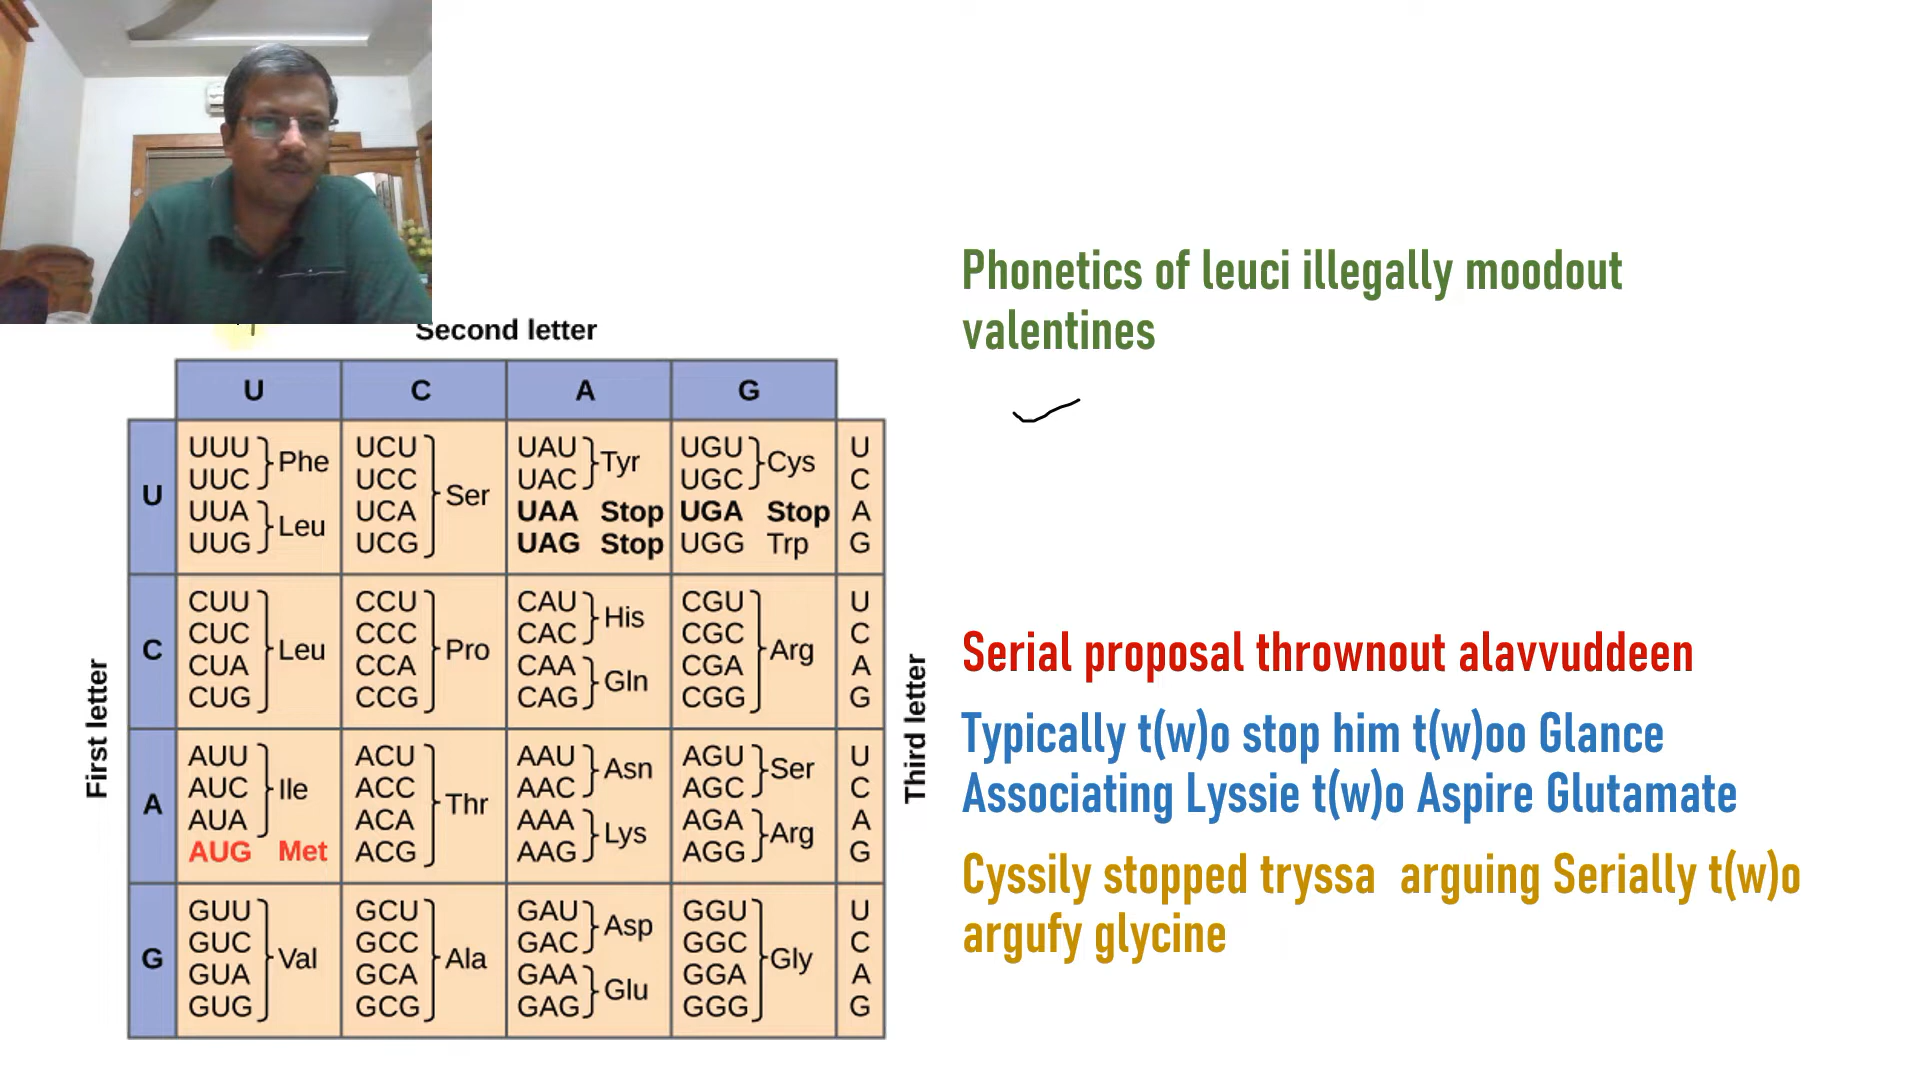 Second letter
U C A G
U
UUU Phe UCU Ser UAU Tyr UGU Cys U
UUC UCC UAC UGC C
UUA Leu UCA UAA Stop UGA Stop A
UUG UCG UAG Stop UGG Trp G
C
CUU Leu CCU Pro CAU His CGU Arg U
CUC CCC CAC CGC C
CUA CCA CAA Gln CGA A
CUG CCG CAG CGG G
A
AUU Ile ACU Thr AAU Asn AGU Ser U
AUC ACC AAC AGC C
AUA ACA AAA Lys AGA Arg A
AUG Met ACG AAG AGG G
G
GUU Val GCU Ala GAU Asp GGU Gly U
GUC GCC GAC GGC C
GUA GCA GAA Glu GGA A
GUG GCG GAG GGG G
First letter
Third letter
Phonetics of leuci illegally moodout
valentines
Serial proposal thrownout alavvuddeen
Typically t(w)o stop him t(w)oo Glance
Associating Lyssie t(w)o Aspire Glutamate
Cyssily stopped tryssa arguing Serially t(w)o
argufy glycine